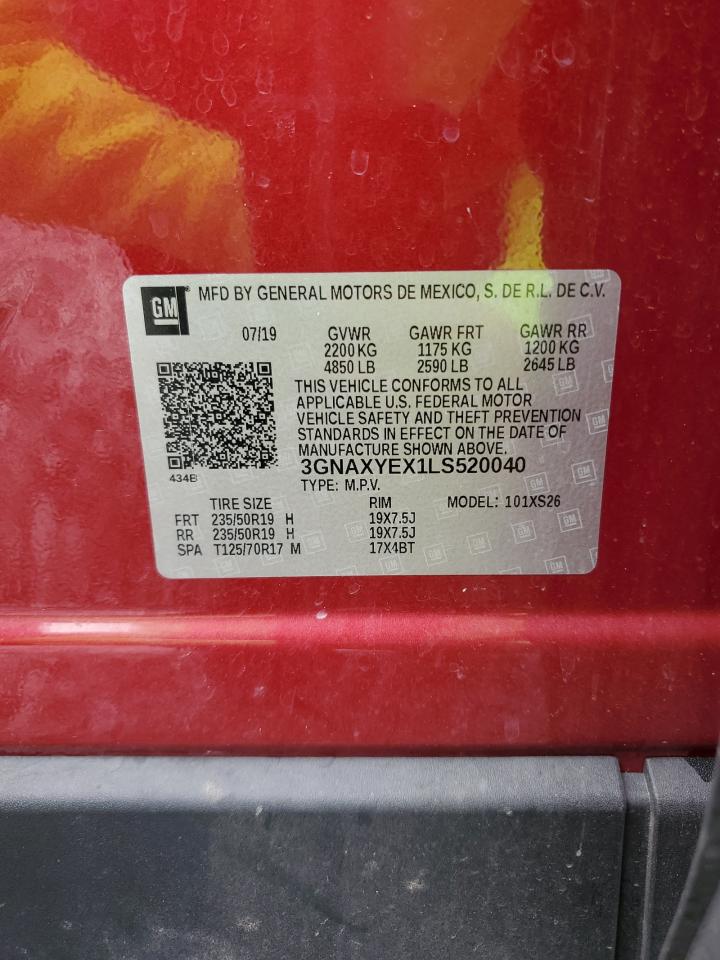 GM MFD BY GENERAL MOTORS DE MEXICO, S. DE R.L. DE C.V.
07/19 GVWR GAWR FRT GAWR RR
2200 KG 1175 KG 1200 KG
4850 LB 2590 LB 2645 LB
THIS VEHICLE CONFORMS TO ALL
APPLICABLE U.S. FEDERAL MOTOR
VEHICLE SAFETY AND THEFT PREVENTION
STANDARDS IN EFFECT ON THE DATE OF
MANUFACTURE SHOWN ABOVE.
434B 3GNAXYEX1LS520040
TYPE: M.P.V.
TIRE SIZE RIM MODEL: 101XS26
FRT 235/50R19 H 19X7.5J
RR 235/50R19 H 19X7.5J
SPA T125/70R17 M 17X4BT